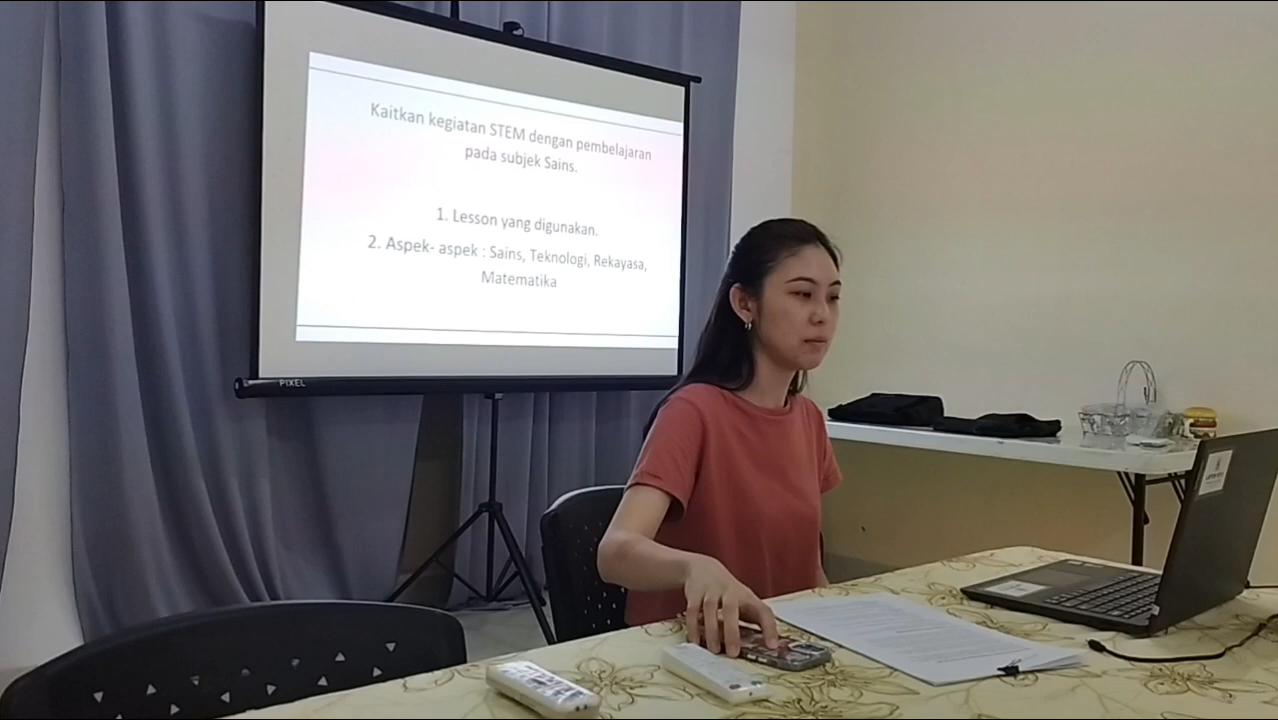 Kaitkan kegiatan STEM dengan pembelajaran
pada subjek Sains.
1. Lesson yang digunakan.
2. Aspek- aspek : Sains, Teknologi, Rekayasa,
Matematika
PIXEL